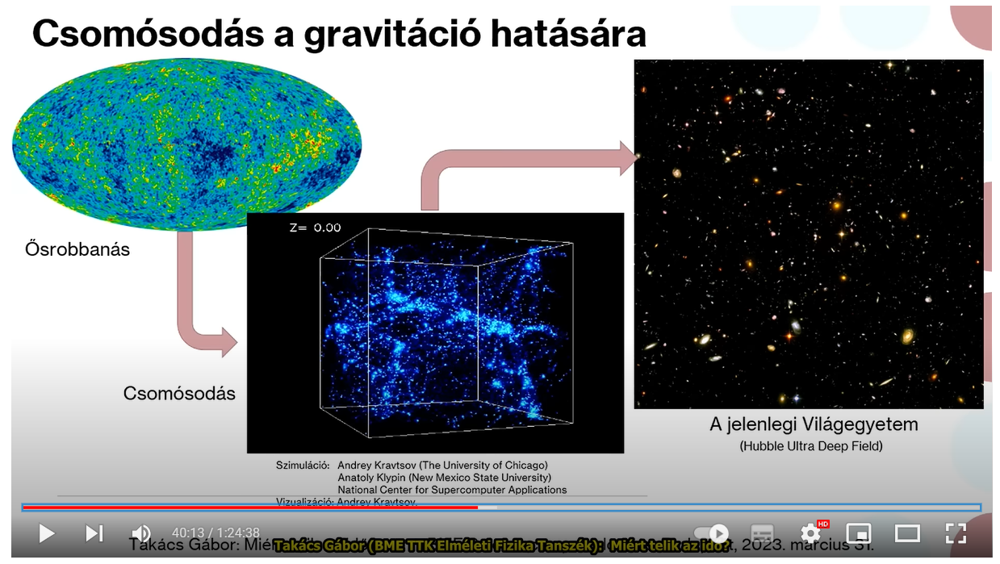 Csomósodás a gravitáció hatására
Ősrobbanás
Z= 0.00
Csomósodás
A jelenlegi Világegyetem
(Hubble Ultra Deep Field)
Szimuláció: Andrey Kravtsov (The University of Chicago)
Anatoly Klypin (New Mexico State University)
National Center for Supercomputer Applications
Vizualizáció: Andrey Kravtsov.
HD
40:13 / 1:24:38
Takács Gábor: Miért
Takács Gábor (BME TTK Elméleti Fizika Tanszék): Miért telik az idő?
2023. március 31.